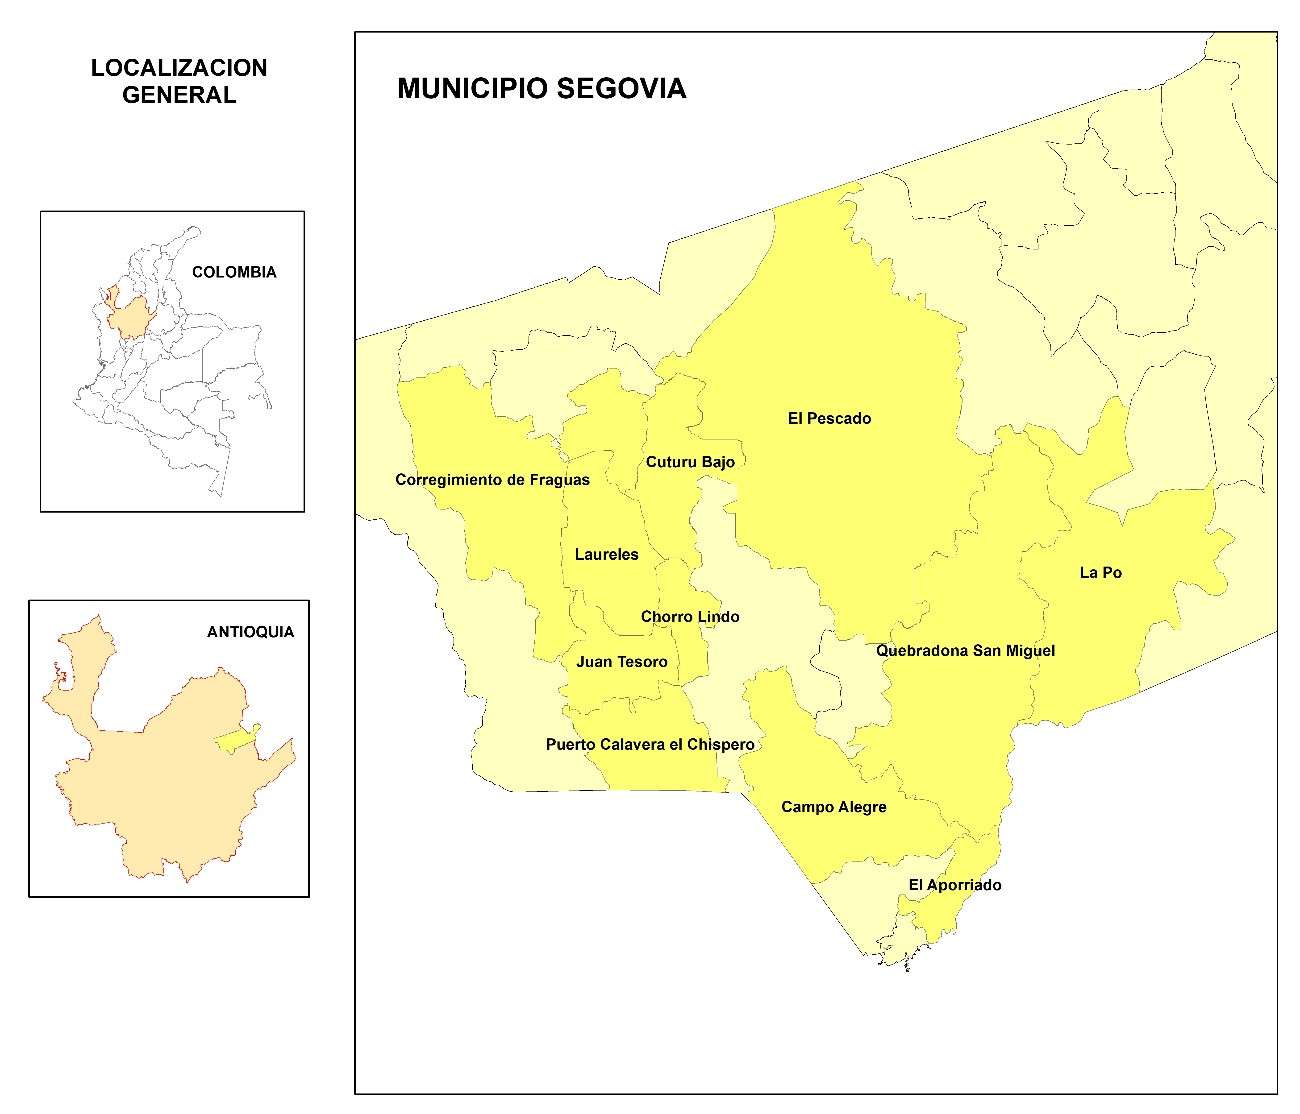 LOCALIZACION
GENERAL
COLOMBIA
ANTIOQUIA
MUNICIPIO SEGOVIA
El Pescado
Cuturu Bajo
Corregimiento de Fraguas
Laureles
La Po
Chorro Lindo
Quebradona San Miguel
Juan Tesoro
Puerto Calavera el Chispero
Campo Alegre
El Aporriado